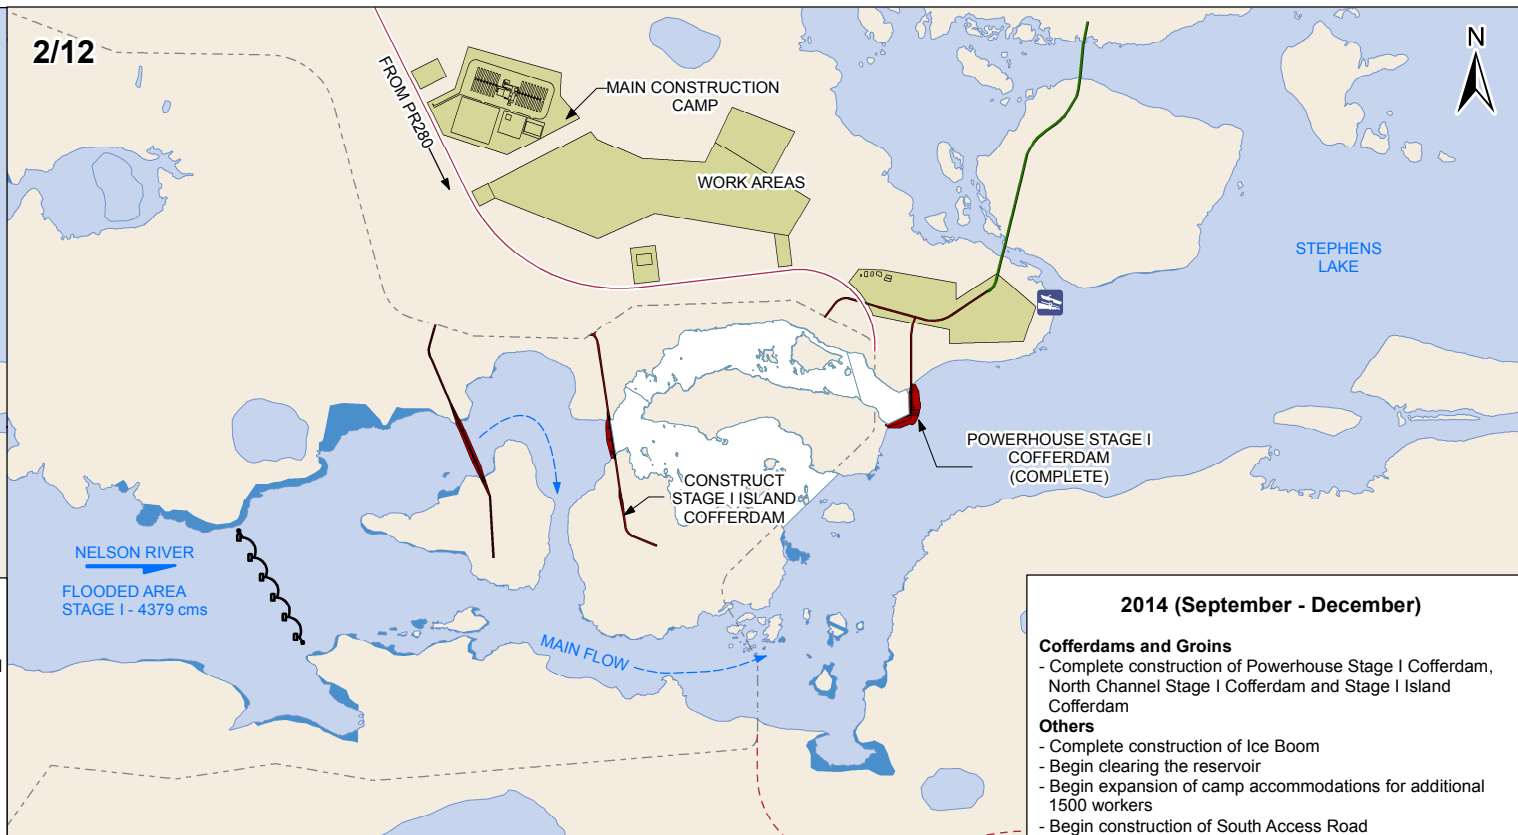 2/12
N
FROM PR280
MAIN CONSTRUCTION
CAMP
WORK AREAS
STEPHENS
LAKE
POWERHOUSE STAGE I
COFFERDAM
(COMPLETE)
CONSTRUCT
STAGE I ISLAND
COFFERDAM
NELSON RIVER
FLOODED AREA
STAGE I - 4379 cms
MAIN FLOW
2014 (September - December)
Cofferdams and Groins
- Complete construction of Powerhouse Stage I Cofferdam,
North Channel Stage I Cofferdam and Stage I Island
Cofferdam
Others
- Complete construction of Ice Boom
- Begin clearing the reservoir
- Begin expansion of camp accommodations for additional
1500 workers
- Begin construction of South Access Road